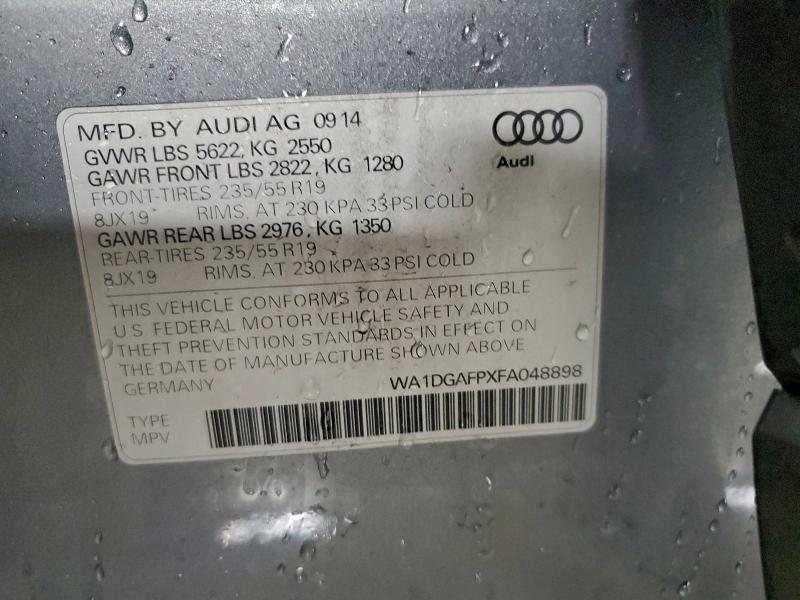 MFD. BY AUDI AG 09 14
GVWR LBS 5622, KG 2550
GAWR FRONT LBS 2822, KG 1280
FRONT-TIRES 235/55 R19
8JX19 RIMS, AT 230 KPA 33 PSI COLD
GAWR REAR LBS 2976, KG 1350
REAR-TIRES 235/55 R19
8JX19 RIMS, AT 230 KPA 33 PSI COLD
Audi
THIS VEHICLE CONFORMS TO ALL APPLICABLE
U.S. FEDERAL MOTOR VEHICLE SAFETY AND
THEFT PREVENTION STANDARDS IN EFFECT ON
THE DATE OF MANUFACTURE SHOWN ABOVE
GERMANY WA1DGAFPXFA048898
TYPE
MPV